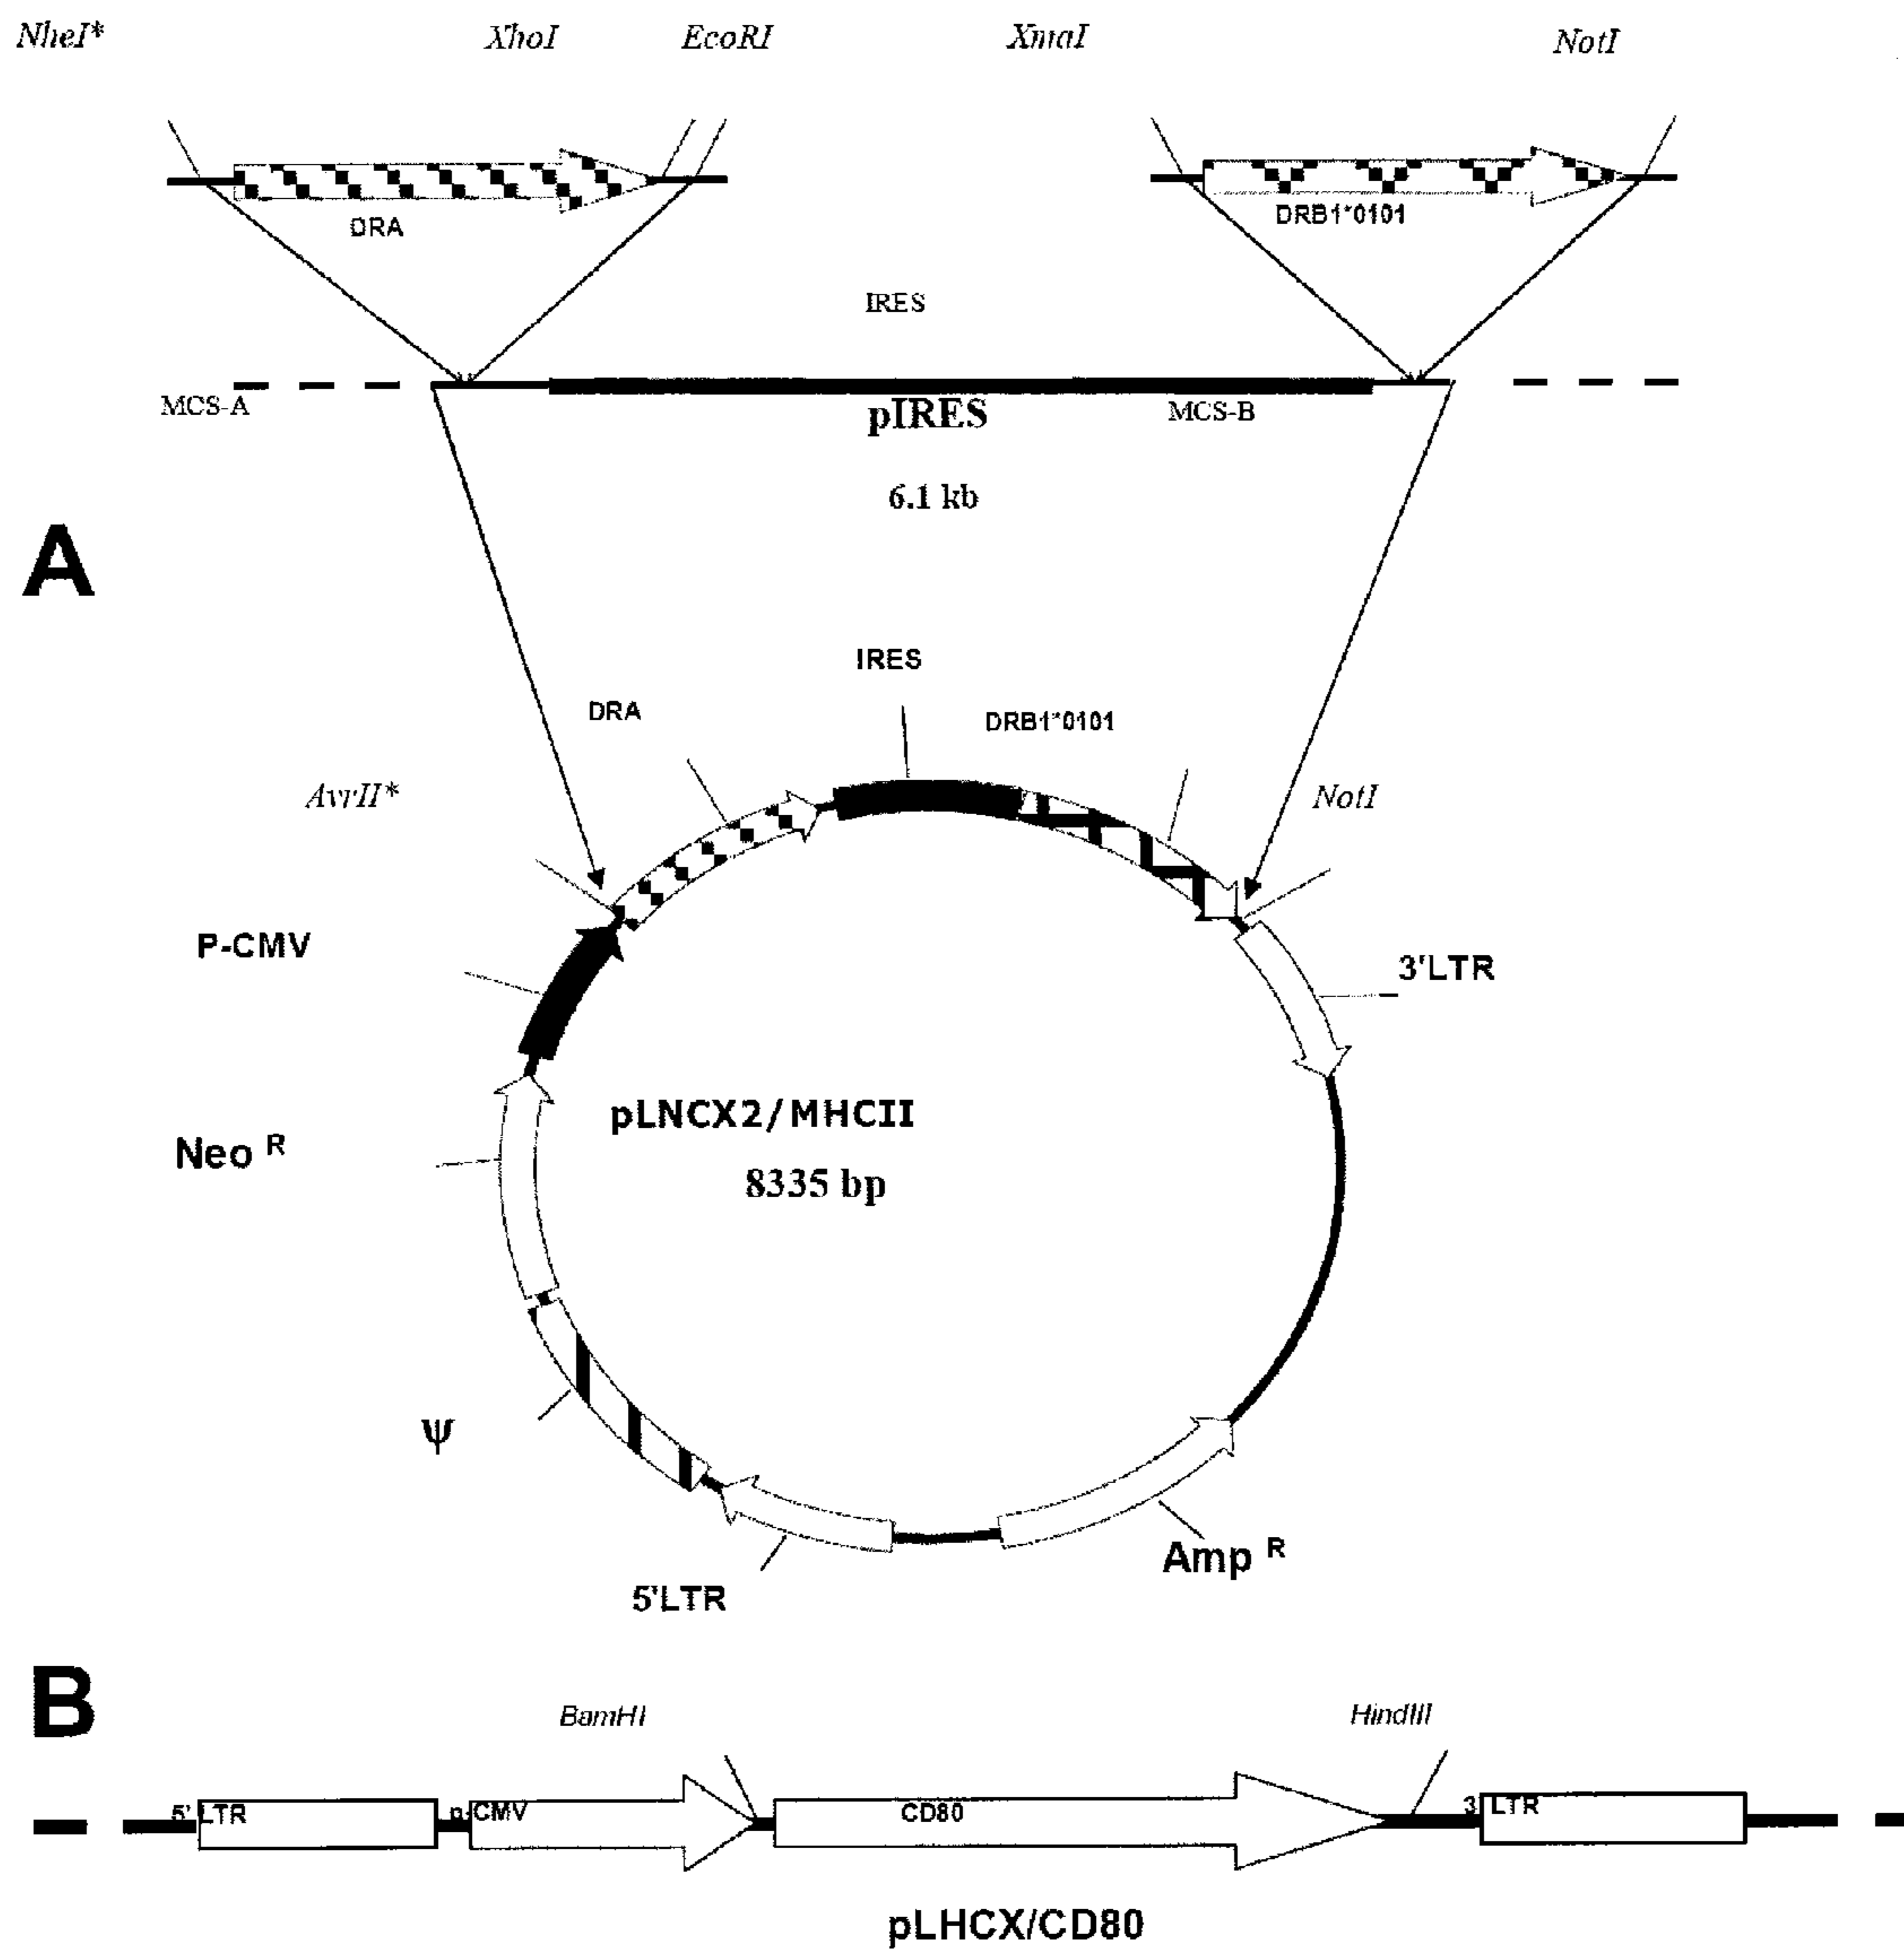 NheI* XhoI EcoRI XmaI NotI
DRA DRB1*0101
IRES
MCS-A pIRES MCS-B
6.1 kb
A
IRES
DRA DRB1*0101
AvrII* NotI
P-CMV 3'LTR
pLNCX2/MHCII
Neo R
8335 bp
ψ
Amp R
5'LTR
B
BamHI HindIII
5' LTR p-CMV CD80 3' LTR
pLHCX/CD80